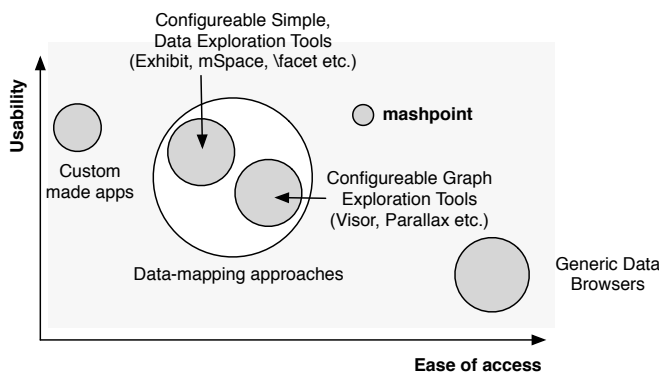 Configureable Simple,
Data Exploration Tools
(Exhibit, mSpace, \facet etc.)
Usability
mashpoint
Custom
made apps
Configureable Graph
Exploration Tools
(Visor, Parallax etc.)
Data-mapping approaches
Generic Data
Browsers
Ease of access